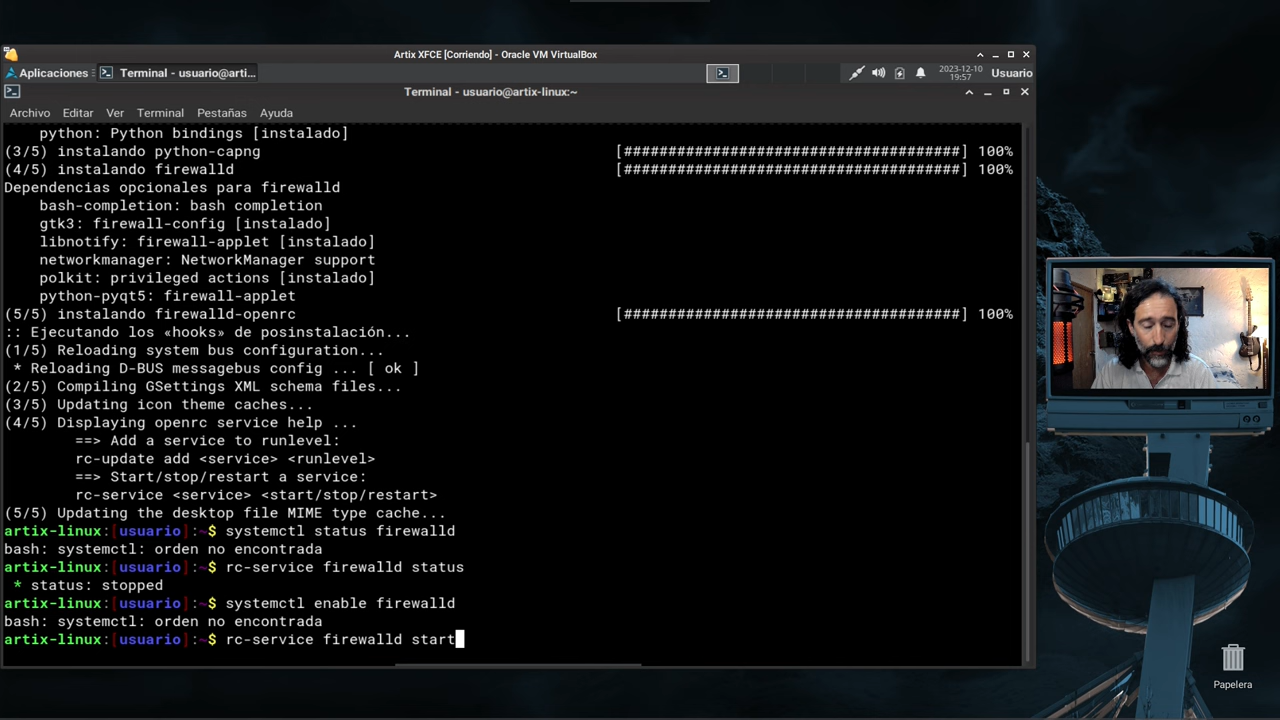 Artix XFCE [Corriendo] - Oracle VM VirtualBox
Aplicaciones
Terminal - usuario@arti...
2023-12-10
19:57
Usuario
Terminal - usuario@artix-linux:~
Archivo Editar Ver Terminal Pestañas Ayuda
python: Python bindings [instalado]
(3/5) instalando python-capng [######################################] 100%
(4/5) instalando firewalld [######################################] 100%
Dependencias opcionales para firewalld
bash-completion: bash completion
gtk3: firewall-config [instalado]
libnotify: firewall-applet [instalado]
networkmanager: NetworkManager support
polkit: privileged actions [instalado]
python-pyqt5: firewall-applet
(5/5) instalando firewalld-openrc [######################################] 100%
:: Ejecutando los «hooks» de posinstalación...
(1/5) Reloading system bus configuration...
* Reloading D-BUS messagebus config ... [ ok ]
(2/5) Compiling GSettings XML schema files...
(3/5) Updating icon theme caches...
(4/5) Displaying openrc service help ...
==> Add a service to runlevel:
rc-update add <service> <runlevel>
==> Start/stop/restart a service:
rc-service <service> <start/stop/restart>
(5/5) Updating the desktop file MIME type cache...
artix-linux:[usuario]:~$ systemctl status firewalld
bash: systemctl: orden no encontrada
artix-linux:[usuario]:~$ rc-service firewalld status
* status: stopped
artix-linux:[usuario]:~$ systemctl enable firewalld
bash: systemctl: orden no encontrada
artix-linux:[usuario]:~$ rc-service firewalld start
Papelera